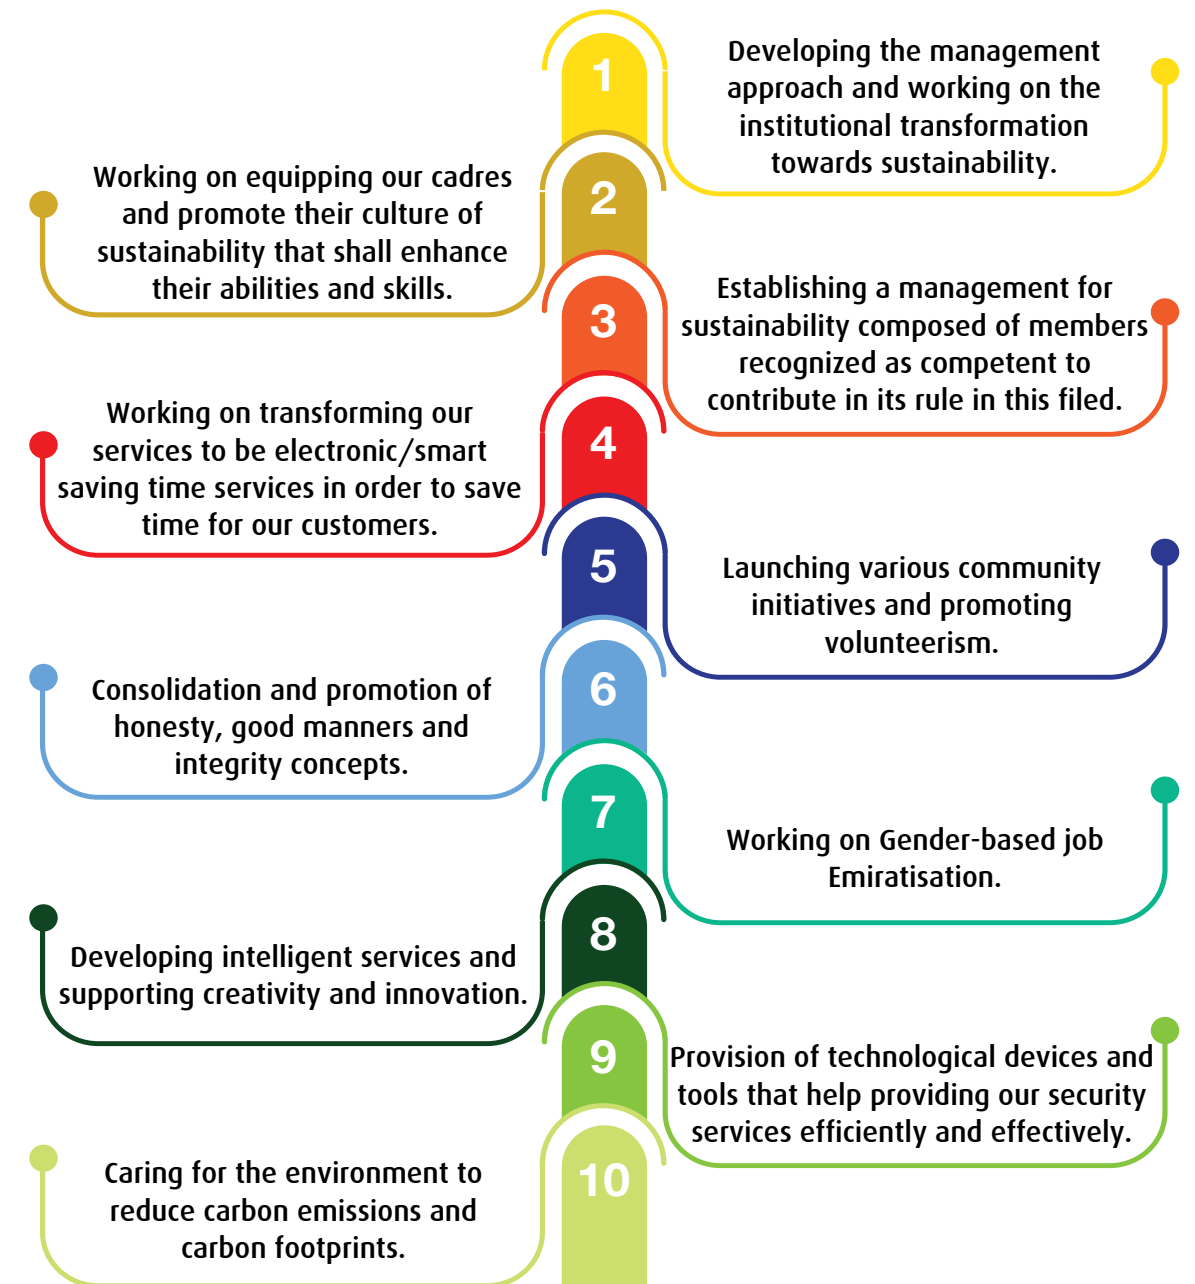 1
Developing the management
approach and working on the
institutional transformation
towards sustainability.
2
Working on equipping our cadres
and promote their culture of
sustainability that shall enhance
their abilities and skills.
3
Establishing a management for
sustainability composed of members
recognized as competent to
contribute in its rule in this filed.
4
Working on transforming our
services to be electronic/smart
saving time services in order to save
time for our customers.
5
Launching various community
initiatives and promoting
volunteerism.
6
Consolidation and promotion of
honesty, good manners and
integrity concepts.
7
Working on Gender-based job
Emiratisation.
8
Developing intelligent services and
supporting creativity and innovation.
9
Provision of technological devices and
tools that help providing our security
services efficiently and effectively.
10
Caring for the environment to
reduce carbon emissions and
carbon footprints.